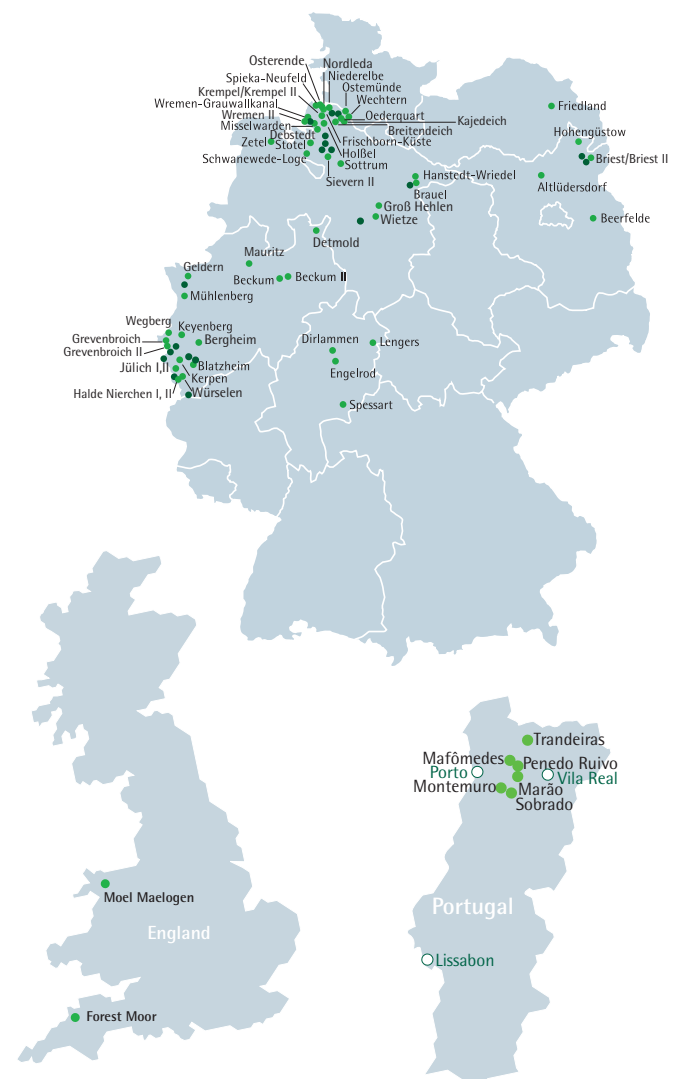 Osterende
Nordleda
Spieka-Neufeld
Niederelbe
Krempel/Krempel II
Ostemünde
Wremen-Grauwallkanal
Wechtern
Wremen II
Oederquart
Kajedeich
Misselwarden
Breitendeich
Debstedt
Frischborn-Küste
Zetel
Stotel
Holßel
Schwanewede-Loge
Sottrum
Sievern II
Friedland
Hohengüstow
Briest/Briest II
Altlüdersdorf
Beerfelde
Hanstedt-Wriedel
Brauel
Groß Hehlen
Wietze
Detmold
Mauritz
Geldern
Beckum
Beckum II
Mühlenberg
Wegberg
Keyenberg
Grevenbroich
Bergheim
Grevenbroich II
Jülich I,II
Blatzheim
Kerpen
Halde Nierchen I, II
Würselen
Dirlammen
Lengers
Engelrod
Spessart
Moel Maelogen
England
Forest Moor
Trandeiras
Mafômedes
Penedo Ruivo
Porto
Vila Real
Montemuro
Marão
Sobrado
Portugal
Lissabon